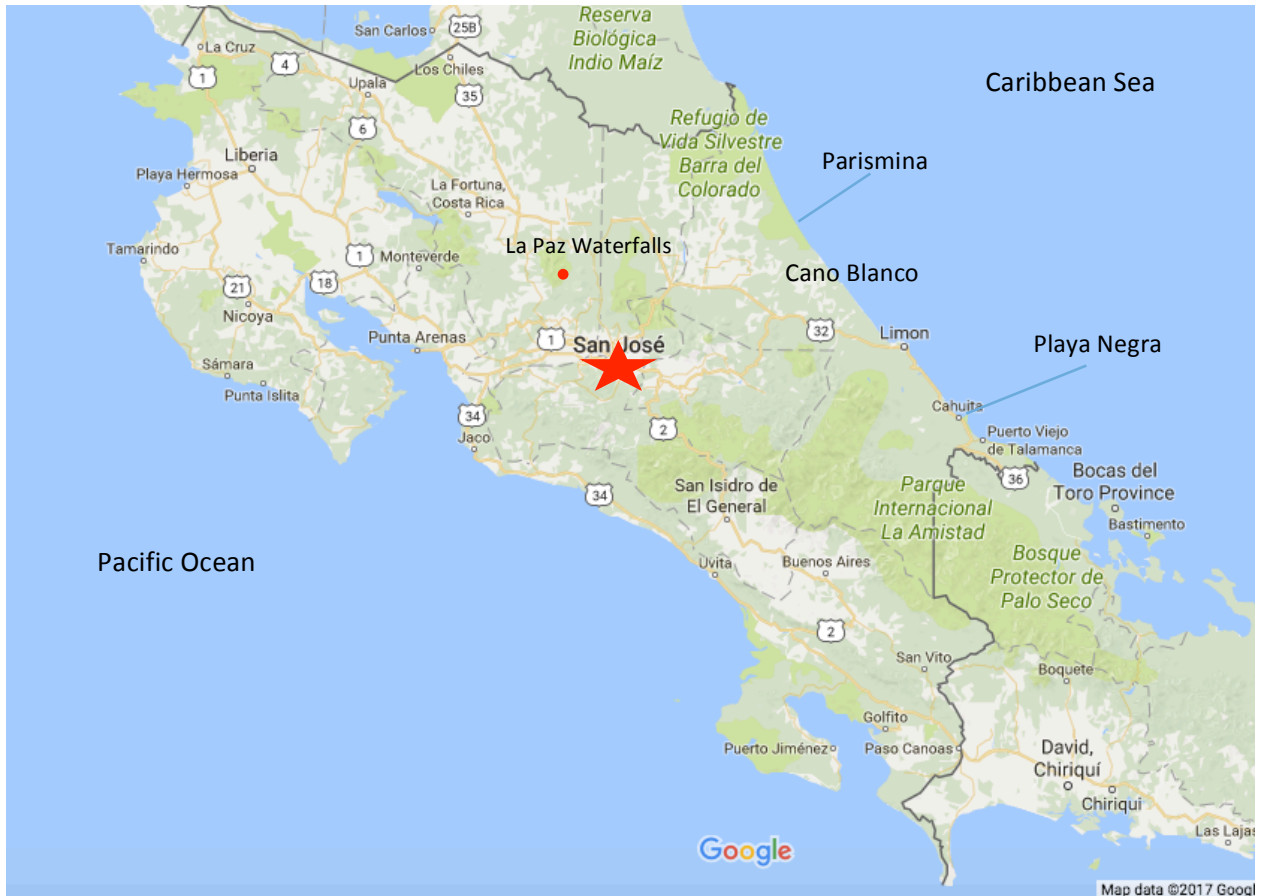 Reserva
Biológica
Indio Maíz
San Carlos
25B
La Cruz
Los Chiles
4
1
Upala
35
Caribbean Sea
Refugio de
Vida Silvestre
Barra del
Colorado
6
Liberia
Playa Hermosa
La Fortuna,
Costa Rica
Parismina
Tamarindo
1
Monteverde
La Paz Waterfalls
Cano Blanco
21
18
Nicoya
Punta Arenas
1
San José
32
Limon
Playa Negra
Sámara
Punta Islita
34
Jaco
2
Cahuita
Puerto Viejo
de Talamanca
36
Bocas del
Toro Province
Bastimento
34
San Isidro de
El General
Parque
Internacional
La Amistad
Bosque
Protector de
Palo Seco
Pacific Ocean
Uvita
Buenos Aires
2
San Vito
Boquete
Golfito
Puerto Jiménez
Paso Canoas
David,
Chiriquí
Chiriqui
Las Lajas
Google
Map data ©2017 Googl